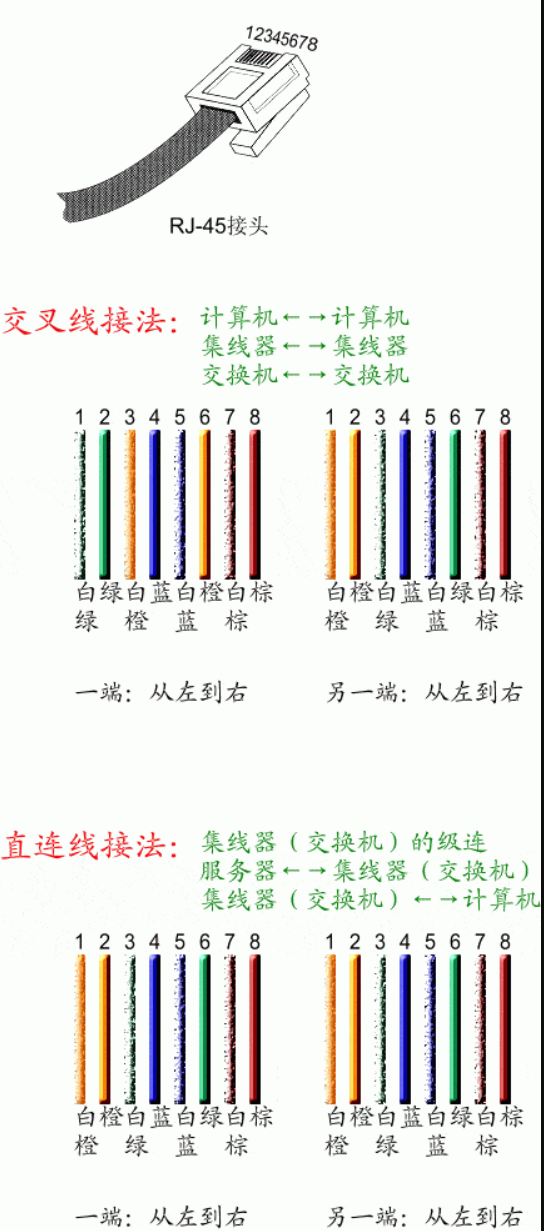 12345678
RJ-45接头
交叉线接法：
计算机←→计算机
集线器←→集线器
交换机←→交换机
1 2 3 4 5 6 7 8
1 2 3 4 5 6 7 8
白绿白蓝白橙白棕
绿 橙 蓝 棕
白橙白蓝白绿白棕
橙 绿 蓝 棕
一端：从左到右
另一端：从左到右
直连线接法：
集线器（交换机）的级连
服务器←→集线器（交换机）
集线器（交换机）←→计算机
1 2 3 4 5 6 7 8
1 2 3 4 5 6 7 8
白橙白蓝白绿白棕
橙 绿 蓝 棕
白橙白蓝白绿白棕
橙 绿 蓝 棕
一端：从左到右
另一端：从左到右